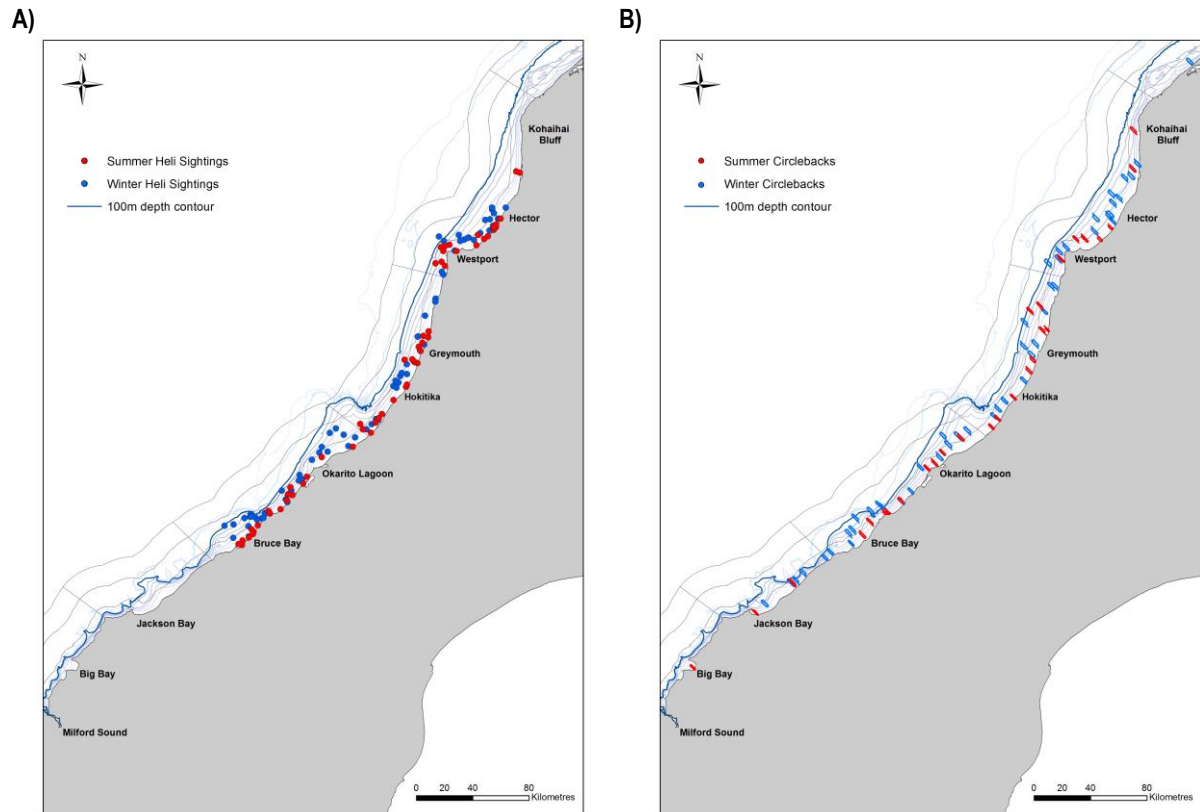 A)
N
Summer Heli Sightings
Winter Heli Sightings
100m depth contour
Kohaihai
Bluff
Hector
Westport
Greymouth
Hokitika
Okarito Lagoon
Bruce Bay
Jackson Bay
Big Bay
Milford Sound
0 20 40 80
Kilometres
B)
N
Summer Circlebacks
Winter Circlebacks
100m depth contour
Kohaihai
Bluff
Hector
Westport
Greymouth
Hokitika
Okarito Lagoon
Bruce Bay
Jackson Bay
Big Bay
Milford Sound
0 20 40 80
Kilometres